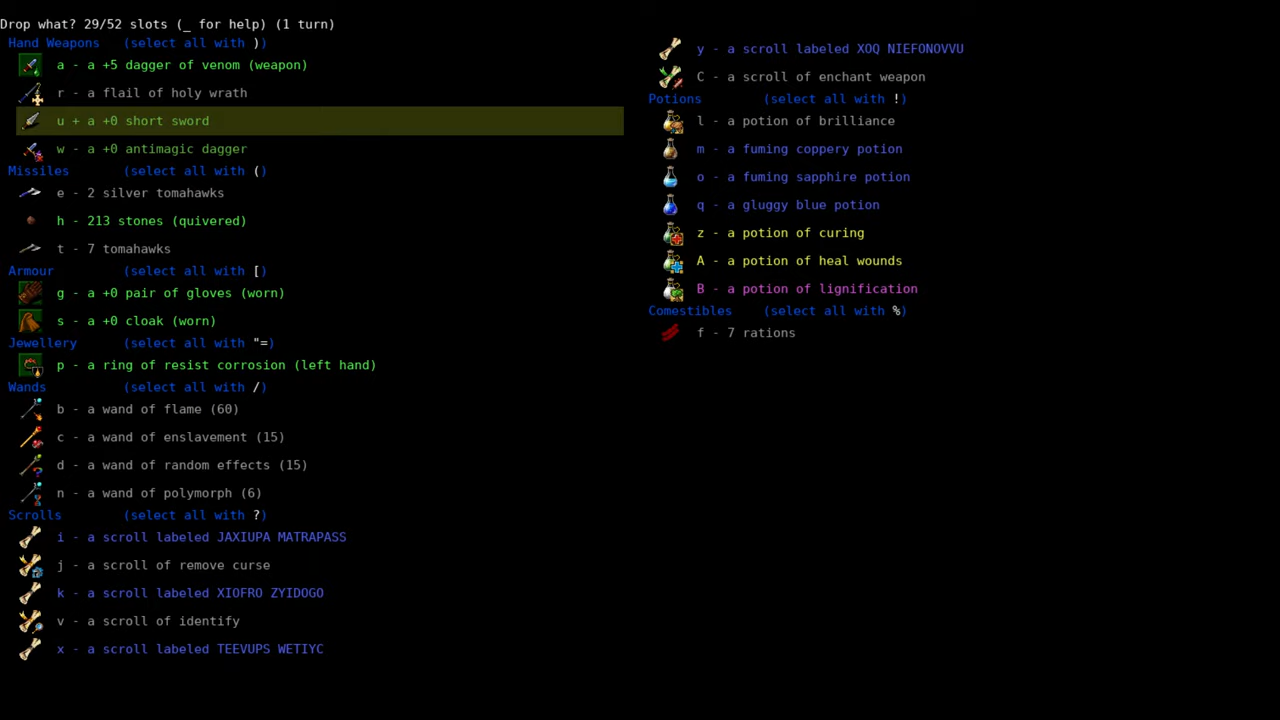 Drop what? 29/52 slots (_ for help) (1 turn)
Hand Weapons (select all with ))
a - a +5 dagger of venom (weapon)
r - a flail of holy wrath
u + a +0 short sword
w - a +0 antimagic dagger
Missiles (select all with ()
e - 2 silver tomahawks
h - 213 stones (quivered)
t - 7 tomahawks
Armour (select all with [)
g - a +0 pair of gloves (worn)
s - a +0 cloak (worn)
Jewellery (select all with "=)
p - a ring of resist corrosion (left hand)
Wands (select all with /)
b - a wand of flame (60)
c - a wand of enslavement (15)
d - a wand of random effects (15)
n - a wand of polymorph (6)
Scrolls (select all with ?)
i - a scroll labeled JAXIUPA MATRAPASS
j - a scroll of remove curse
k - a scroll labeled XIOFRO ZYIDOGO
v - a scroll of identify
x - a scroll labeled TEEVUPS WETIYC
y - a scroll labeled XOQ NIEFONOVVU
C - a scroll of enchant weapon
Potions (select all with !)
l - a potion of brilliance
m - a fuming coppery potion
o - a fuming sapphire potion
q - a gluggy blue potion
z - a potion of curing
A - a potion of heal wounds
B - a potion of lignification
Comestibles (select all with %)
f - 7 rations